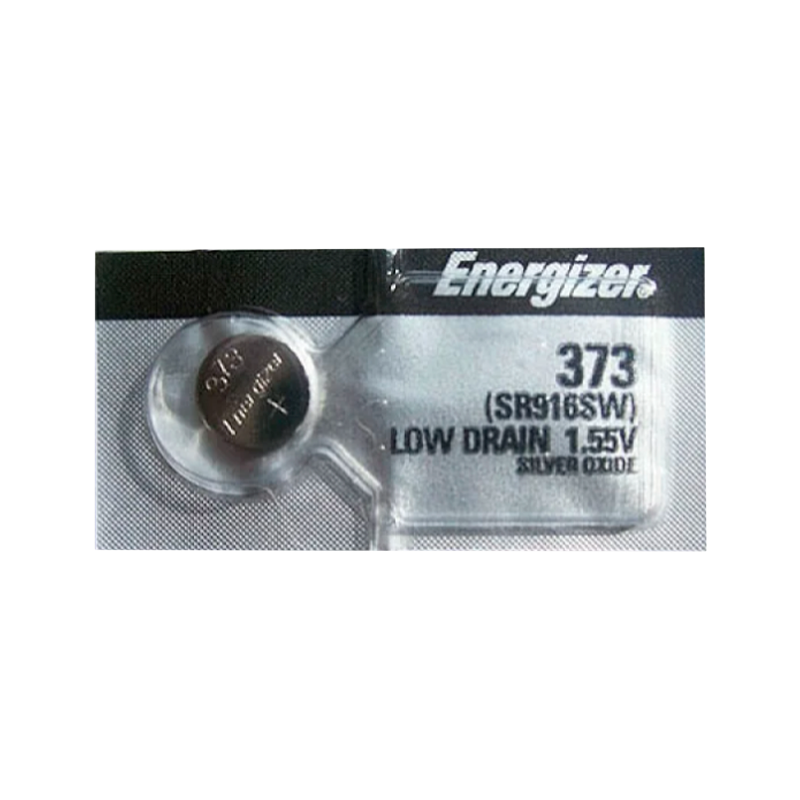 Energizer
373
(SR916SW)
LOW DRAIN 1.55V
SILVER OXIDE
373
Energizer
+